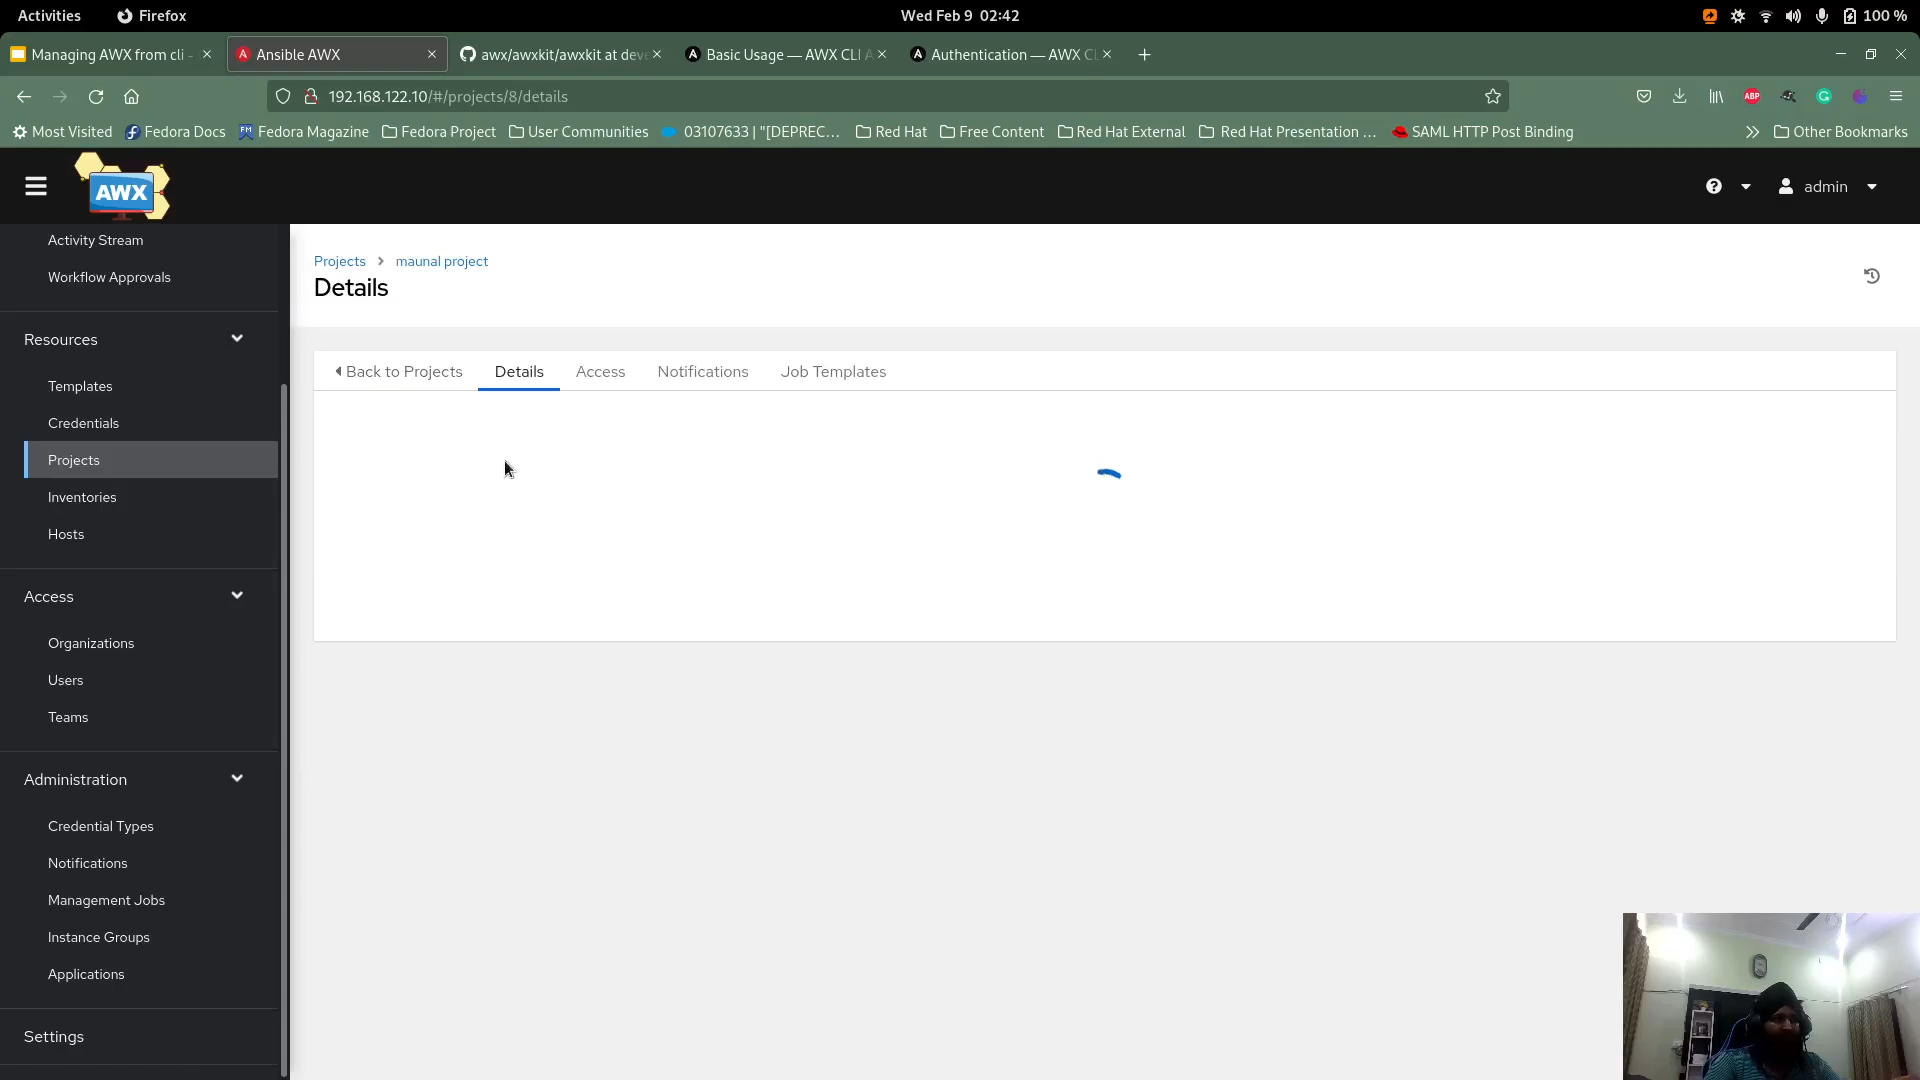 Activities
Firefox
Wed Feb 9 02:42
100 %
Managing AWX from cli -
Ansible AWX
awx/awxkit/awxkit at deve
Basic Usage — AWX CLI A
Authentication — AWX CL
192.168.122.10/#/projects/8/details
ABP
Most Visited
Fedora Docs
FM Fedora Magazine
Fedora Project
User Communities
03107633 | "[DEPREC...
Red Hat
Free Content
Red Hat External
Red Hat Presentation ...
SAML HTTP Post Binding
Other Bookmarks
AWX
admin
Activity Stream
Workflow Approvals
Resources
Templates
Credentials
Projects
Inventories
Hosts
Access
Organizations
Users
Teams
Administration
Credential Types
Notifications
Management Jobs
Instance Groups
Applications
Settings
Projects > maunal project
Details
Back to Projects
Details
Access
Notifications
Job Templates